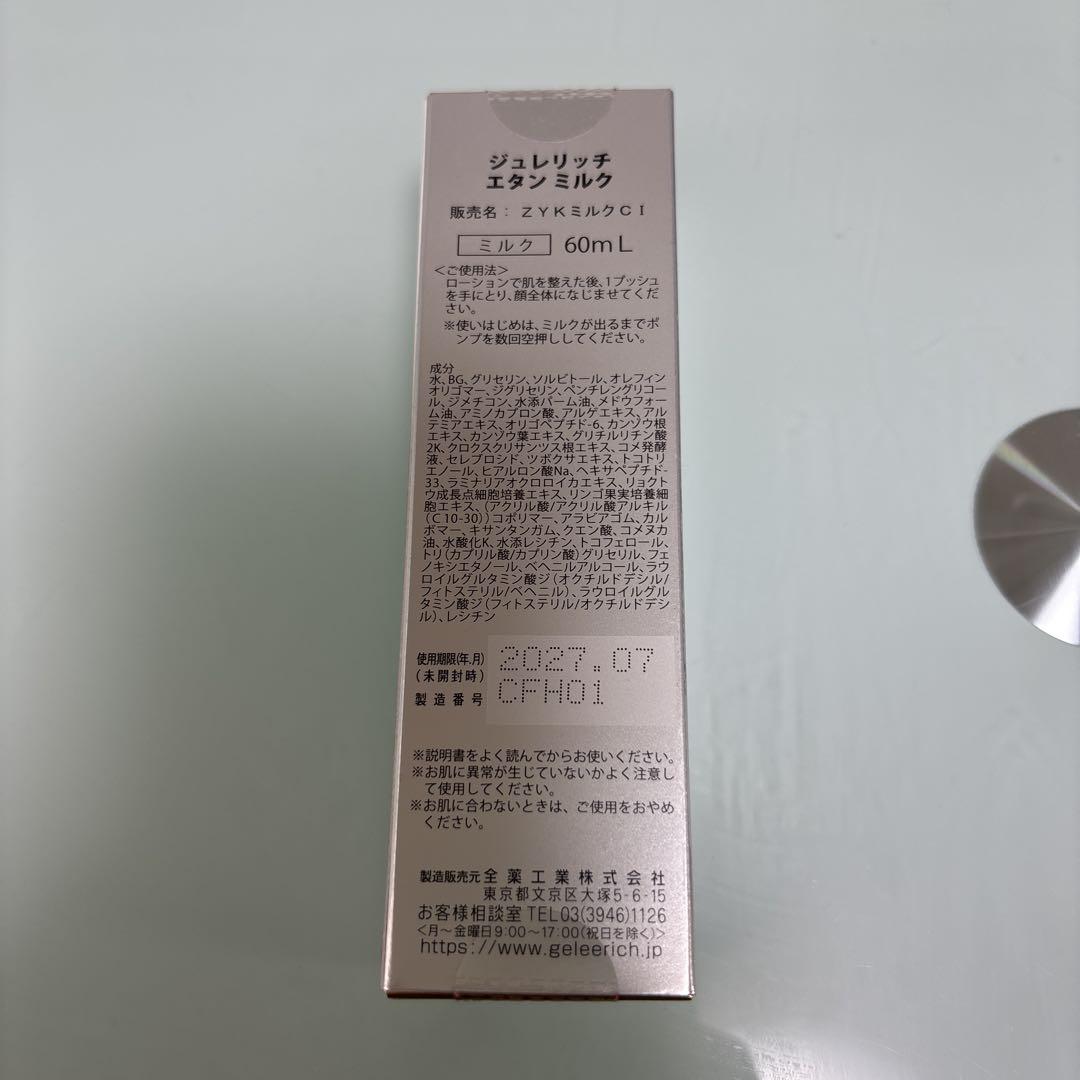 ジュレリッチ
エタン ミルク
販売名: ZYKミルクCI
ミルク 60mL
<ご使用法>
ローションで肌を整えた後、1プッシュ
を手にとり、顔全体になじませてくだ
さい。
※使いはじめは、ミルクが出るまでポ
ンプを数回空押ししてください。
成分
水、BG、グリセリン、ソルビトール、オレフィン
オリゴマー、ジグリセリン、ペンチレングリコー
ル、ジメチコン、水添パーム油、メドウフォー
ム油、アミノカプロン酸、アルゲエキス、アル
テミアエキス、オリゴペプチド-6、カンゾウ根
エキス、カンゾウ葉エキス、グリチルリチン酸
2K、クロクスクリサンツス根エキス、コメ発酵
液、セレブロシド、ツボクサエキス、トコトリ
エノール、ヒアルロン酸Na、ヘキサペプチド-
33、ラミナリアオクロロイカエキス、リョクト
ウ成長点細胞培養エキス、リンゴ果実培養細
胞エキス、(アクリル酸/アクリル酸アルキル
(C10-30))コポリマー、アラビアゴム、カル
ボマー、キサンタンガム、クエン酸、コメヌカ
油、水酸化K、水添レシチン、トコフェロール、
トリ(カプリル酸/カプリン酸)グリセリル、フェ
ノキシエタノール、ベヘニルアルコール、ラウ
ロイルグルタミン酸ジ(オクチルドデシル/
フィトステリル/ベヘニル)、ラウロイルグル
タミン酸ジ(フィトステリル/オクチルドデシ
ル)、レシチン
使用期限(年.月) 2027.07
(未開封時)
製造番号 CFH01
※説明書をよく読んでからお使いください。
※お肌に異常が生じていないかよく注意し
て使用してください。
※お肌に合わないときは、ご使用をおやめ
ください。
製造販売元 全薬工業株式会社
東京都文京区大塚5-6-15
お客様相談室 TEL03(3946)1126
<月~金曜日9:00~17:00(祝日を除く)>
https://www.geleerich.jp